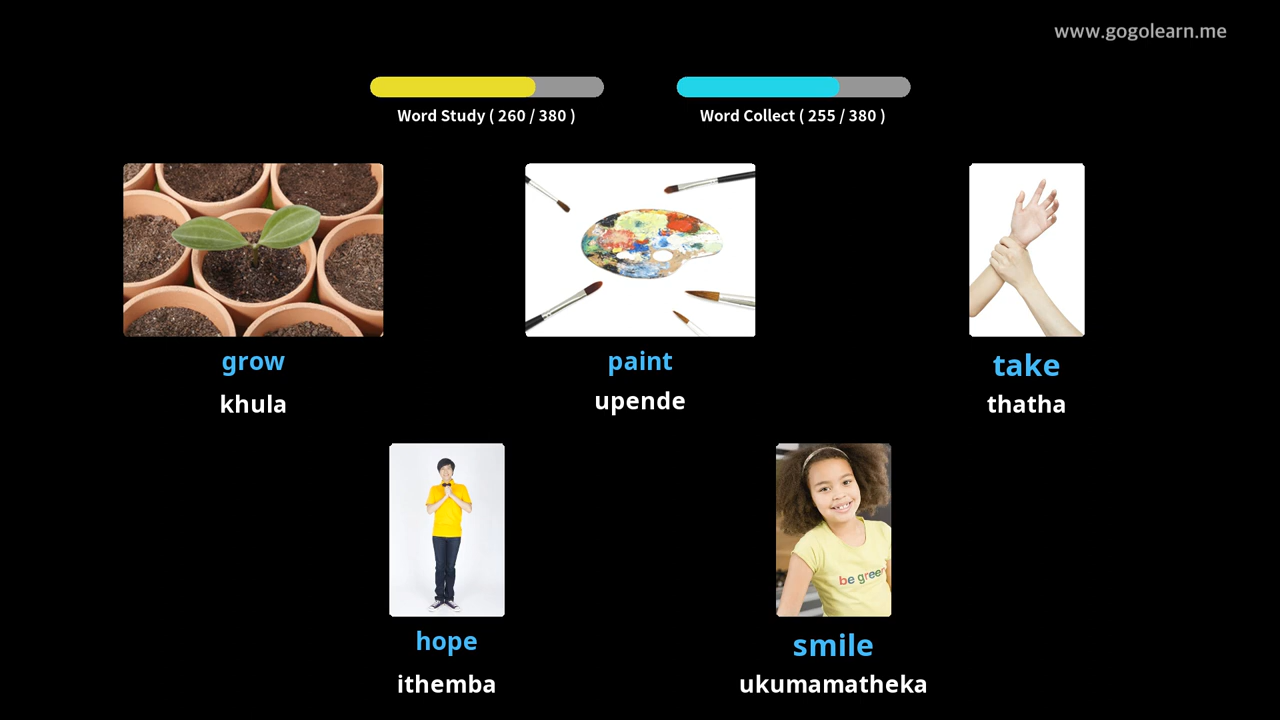 www.gogolearn.me
Word Study ( 260 / 380 )
Word Collect ( 255 / 380 )
grow
khula
paint
upende
take
thatha
hope
ithemba
be green
smile
ukumamatheka